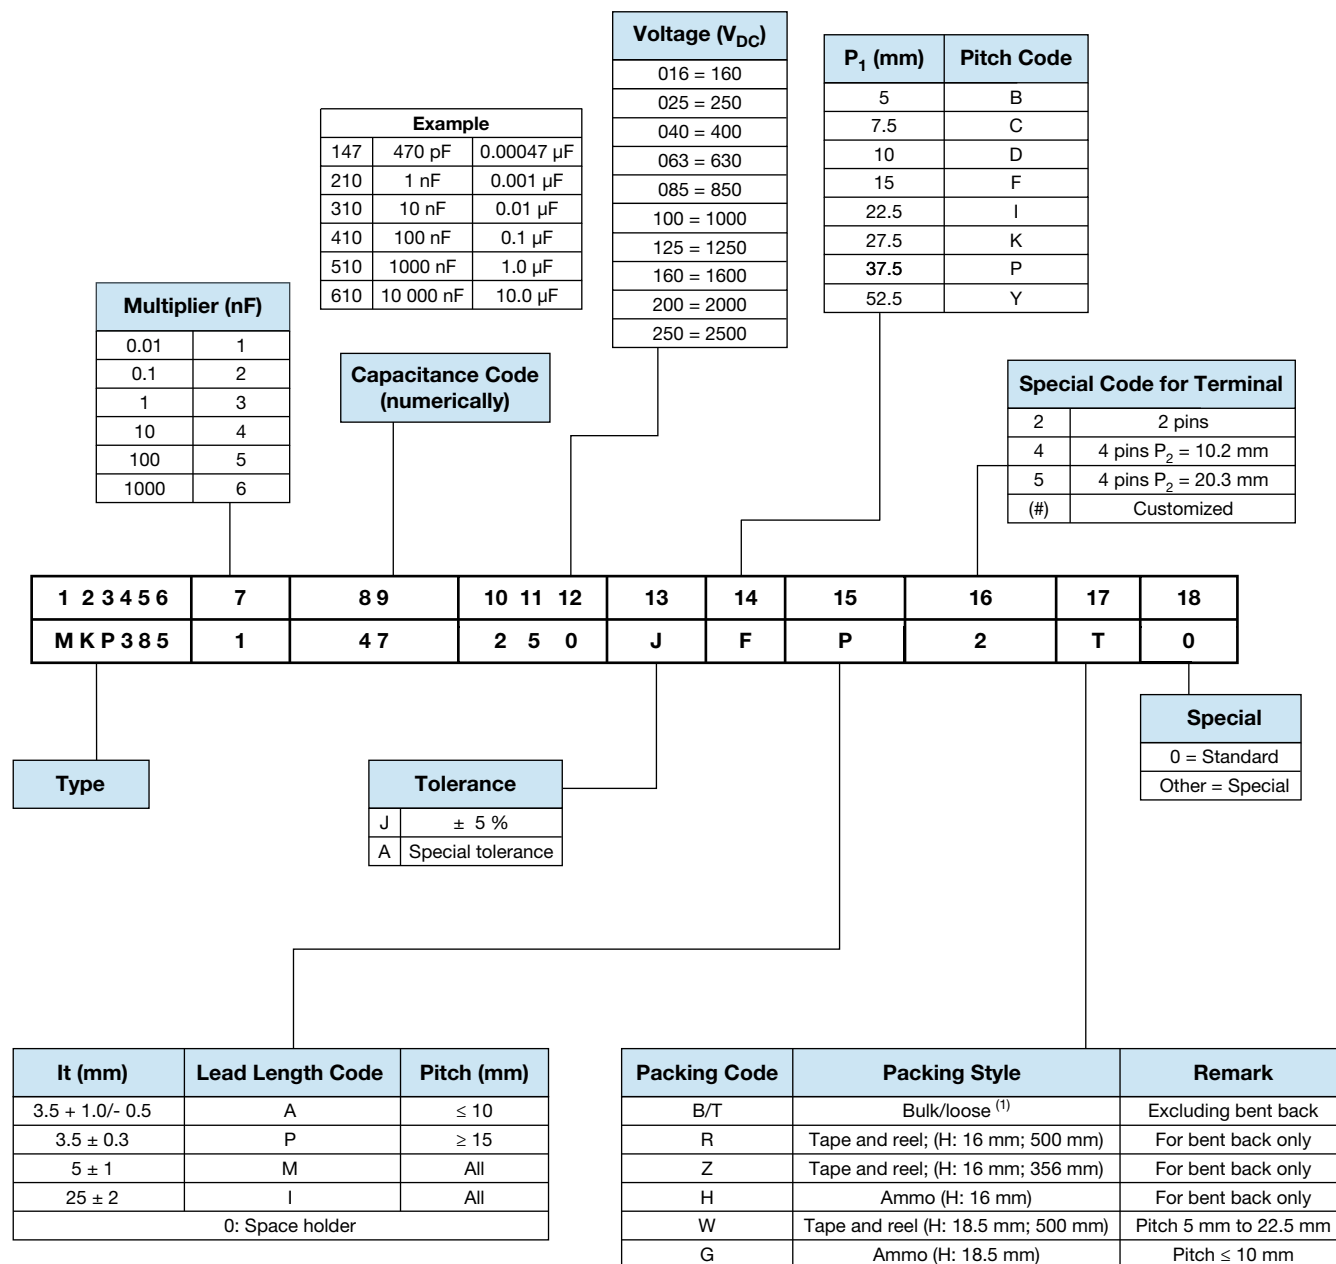 Voltage (VDC)
016 = 160
025 = 250
040 = 400
063 = 630
085 = 850
100 = 1000
125 = 1250
160 = 1600
200 = 2000
250 = 2500
P1 (mm) Pitch Code
5 B
7.5 C
10 D
15 F
22.5 I
27.5 K
37.5 P
52.5 Y
Example
147 470 pF 0.00047 µF
210 1 nF 0.001 µF
310 10 nF 0.01 µF
410 100 nF 0.1 µF
510 1000 nF 1.0 µF
610 10 000 nF 10.0 µF
Multiplier (nF)
0.01 1
0.1 2
1 3
10 4
100 5
1000 6
Capacitance Code
(numerically)
Special Code for Terminal
2 2 pins
4 4 pins P2 = 10.2 mm
5 4 pins P2 = 20.3 mm
(#) Customized
1 2 3 4 5 6 7 8 9 10 11 12 13 14 15 16 17 18
M K P 3 8 5 1 4 7 2 5 0 J F P 2 T 0
Type
Tolerance
J ± 5 %
A Special tolerance
Special
0 = Standard
Other = Special
It (mm) Lead Length Code Pitch (mm)
3.5 + 1.0/- 0.5 A ≤ 10
3.5 ± 0.3 P ≥ 15
5 ± 1 M All
25 ± 2 I All
0: Space holder
Packing Code Packing Style Remark
B/T Bulk/loose (1) Excluding bent back
R Tape and reel; (H: 16 mm; 500 mm) For bent back only
Z Tape and reel; (H: 16 mm; 356 mm) For bent back only
H Ammo (H: 16 mm) For bent back only
W Tape and reel (H: 18.5 mm; 500 mm) Pitch 5 mm to 22.5 mm
G Ammo (H: 18.5 mm) Pitch ≤ 10 mm